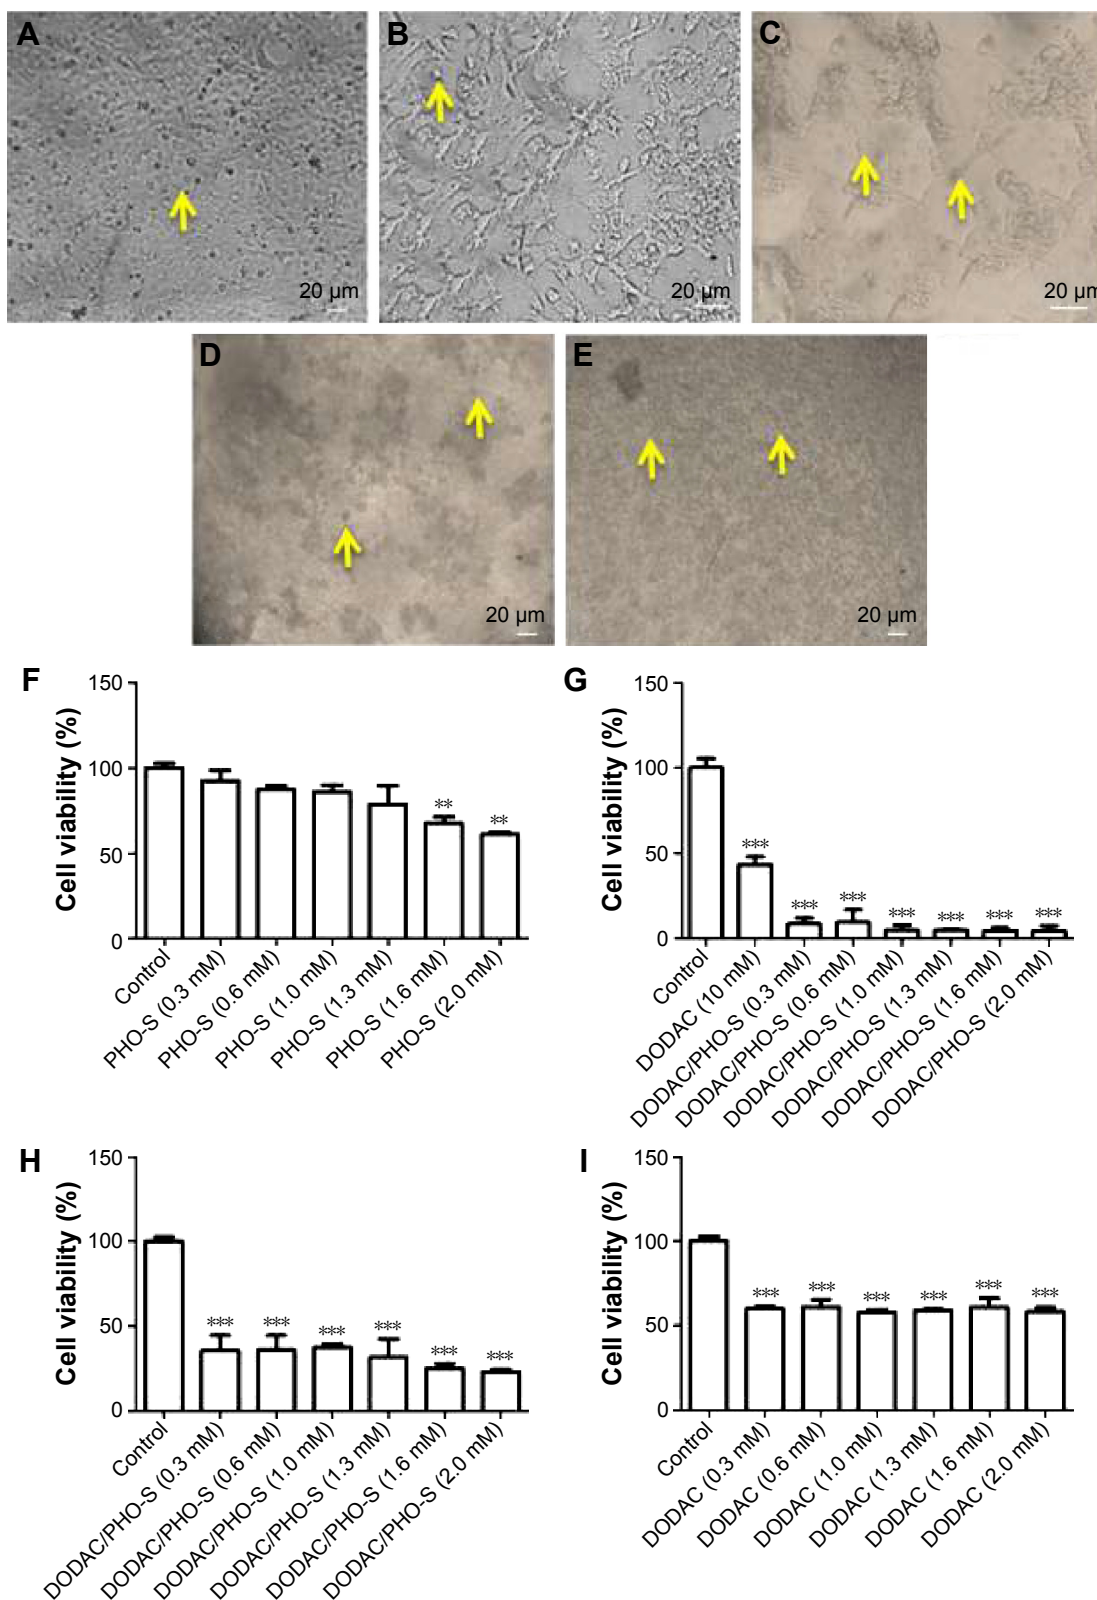 A
20 µm
B
20 µm
C
20 µm
D
20 µm
E
20 µm
F
Cell viability (%)
150
100
50
0
**
**
Control
PHO-S (0.3 mM)
PHO-S (0.6 mM)
PHO-S (1.0 mM)
PHO-S (1.3 mM)
PHO-S (1.6 mM)
PHO-S (2.0 mM)
G
Cell viability (%)
150
100
50
0
***
***
***
***
***
***
***
Control
DODAC (10 mM)
DODAC/PHO-S (0.3 mM)
DODAC/PHO-S (0.6 mM)
DODAC/PHO-S (1.0 mM)
DODAC/PHO-S (1.3 mM)
DODAC/PHO-S (1.6 mM)
DODAC/PHO-S (2.0 mM)
H
Cell viability (%)
150
100
50
0
***
***
***
***
***
***
Control
DODAC/PHO-S (0.3 mM)
DODAC/PHO-S (0.6 mM)
DODAC/PHO-S (1.0 mM)
DODAC/PHO-S (1.3 mM)
DODAC/PHO-S (1.6 mM)
DODAC/PHO-S (2.0 mM)
I
Cell viability (%)
150
100
50
0
***
***
***
***
***
***
Control
DODAC (0.3 mM)
DODAC (0.6 mM)
DODAC (1.0 mM)
DODAC (1.3 mM)
DODAC (1.6 mM)
DODAC (2.0 mM)